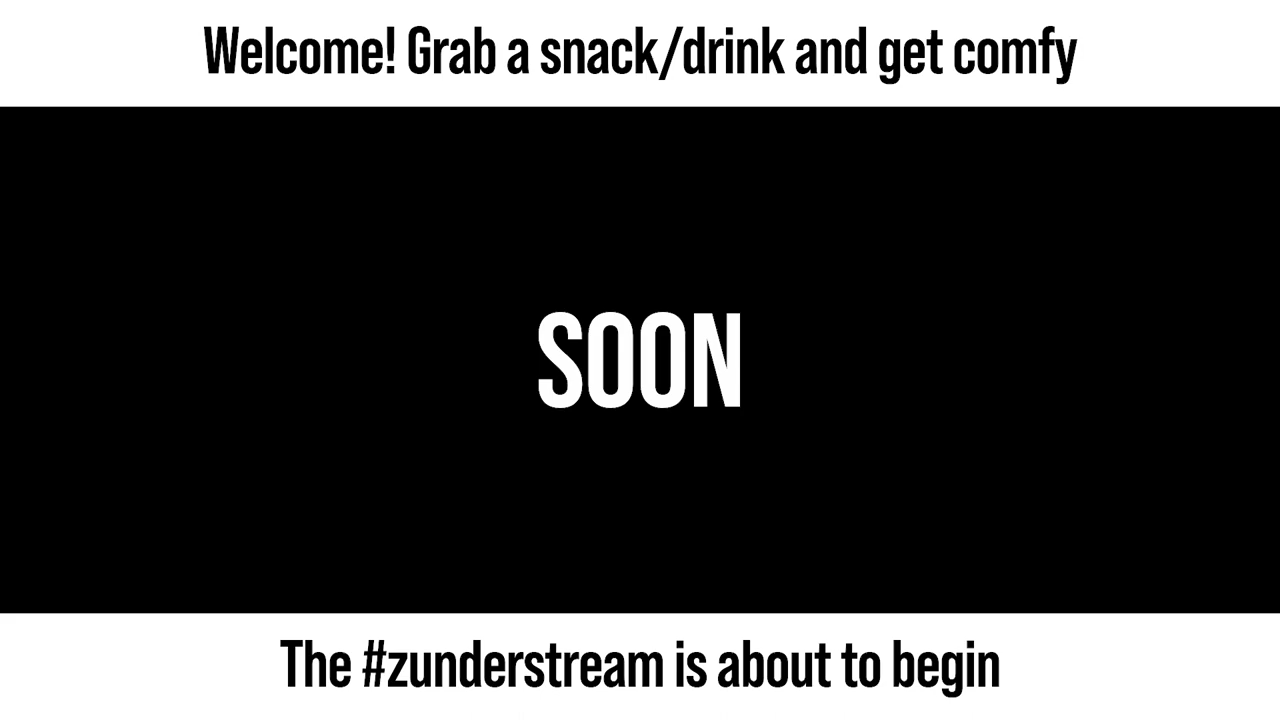 Welcome! Grab a snack/drink and get comfy
SOON
The #zunderstream is about to begin